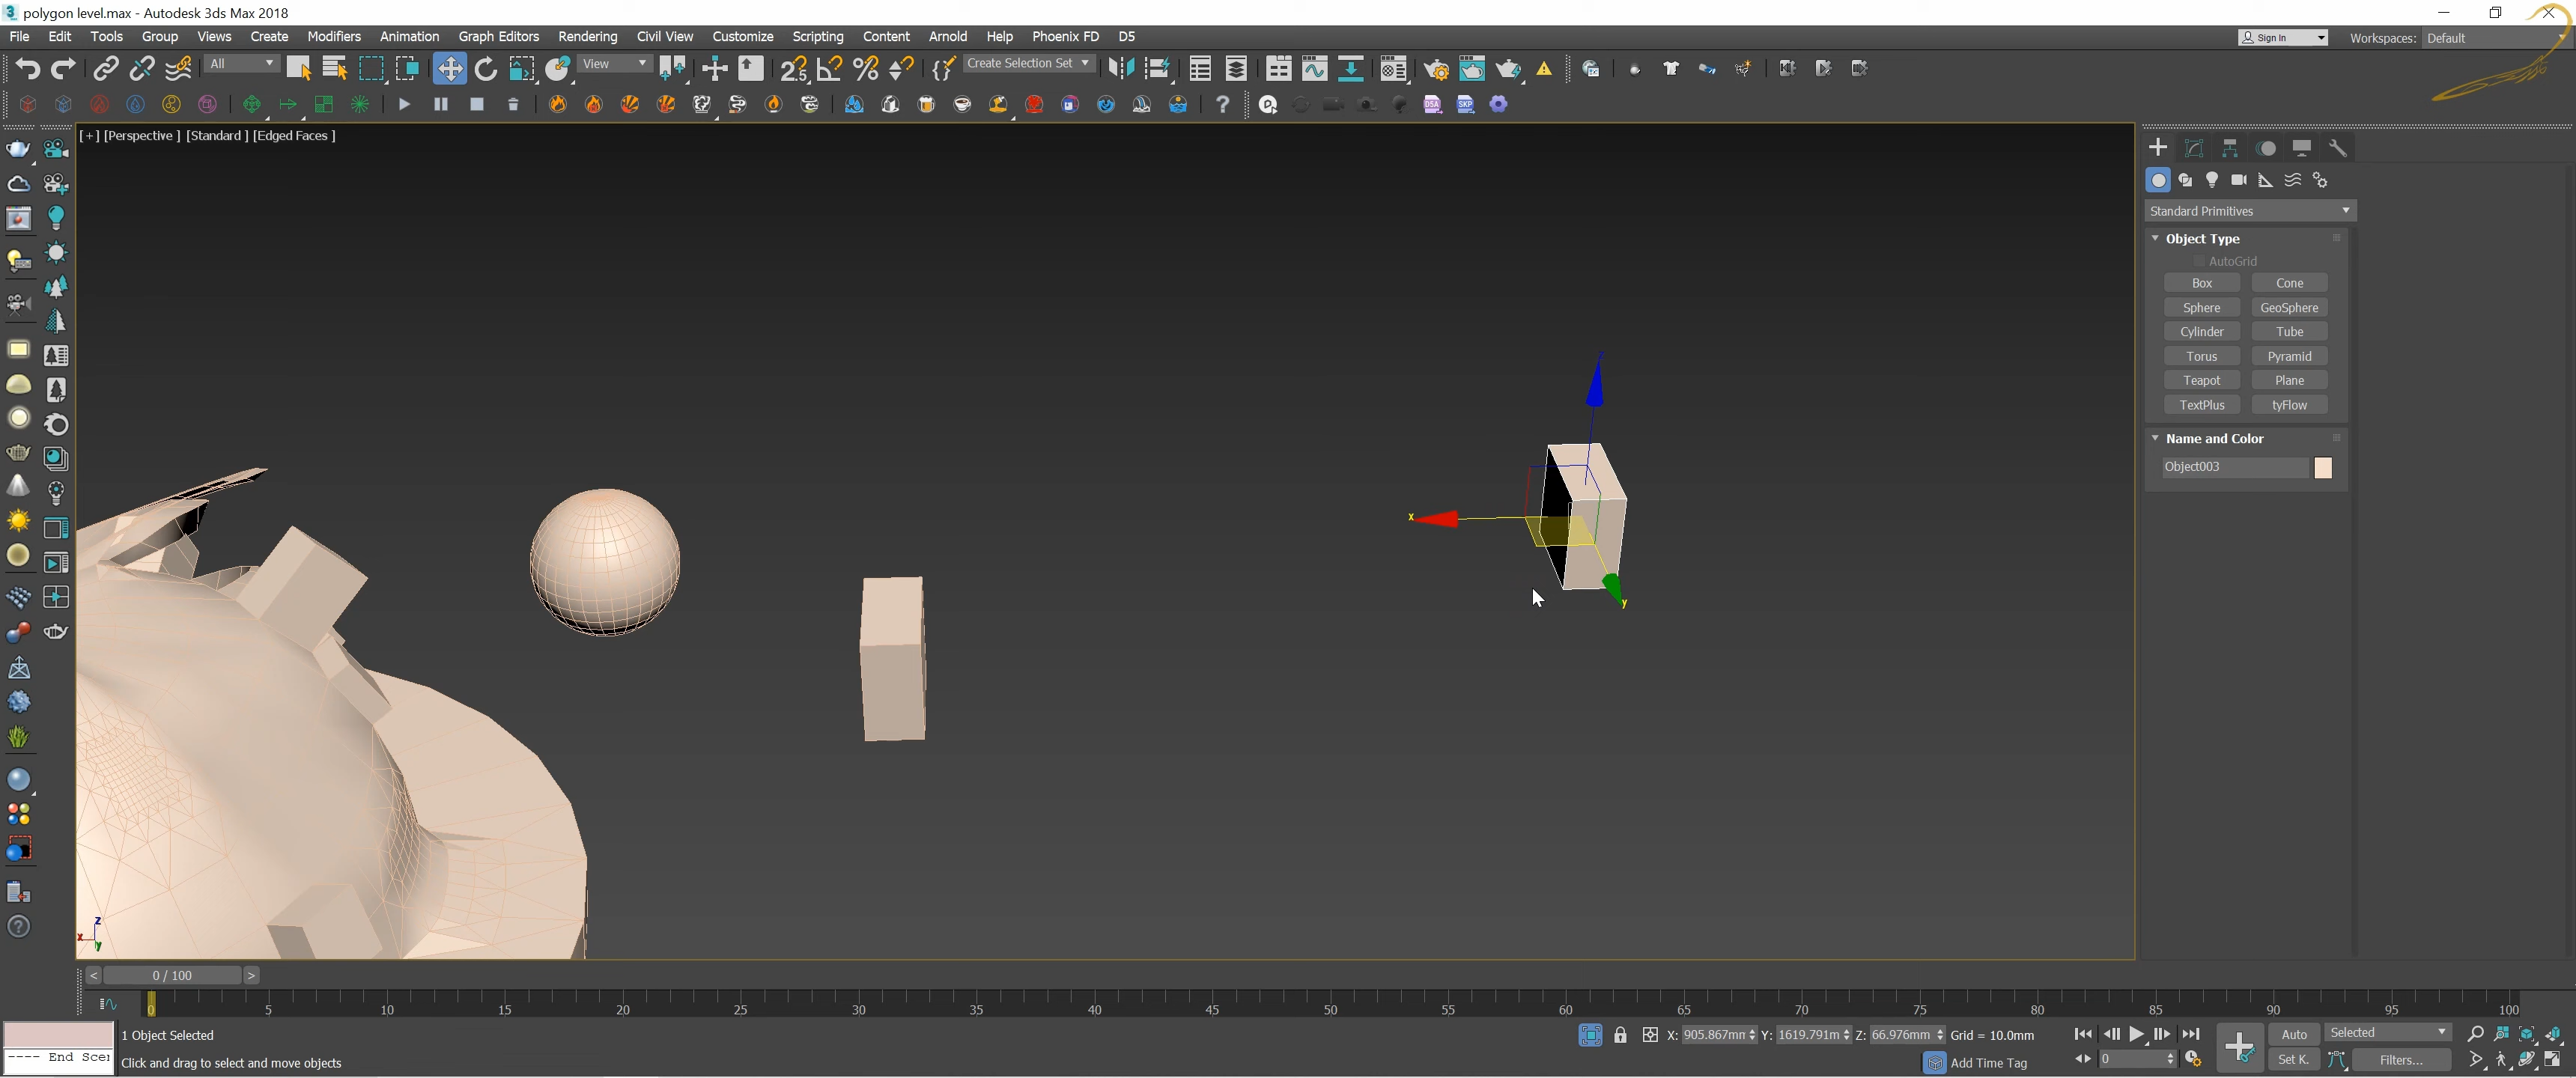 polygon level.max - Autodesk 3ds Max 2018
File Edit Tools Group Views Create Modifiers Animation Graph Editors Rendering Civil View Customize Scripting Content Arnold Help Phoenix FD D5
Sign In Workspaces: Default
All View Create Selection Set
[+] [Perspective ] [Standard ] [Edged Faces ]
Standard Primitives
Object Type
AutoGrid
Box Cone
Sphere GeoSphere
Cylinder Tube
Torus Pyramid
Teapot Plane
TextPlus tyFlow
Name and Color
Object003
z
x
y
z
x
y
< 0 / 100 >
0 5 10 15 20 25 30 35 40 45 50 55 60 65 70 75 80 85 90 95 100
1 Object Selected
X: 905.867mm Y: 1619.791m Z: 66.976mm Grid = 10.0mm
Auto Selected
---- End Scer
Click and drag to select and move objects
Add Time Tag
0
Set K. Filters...